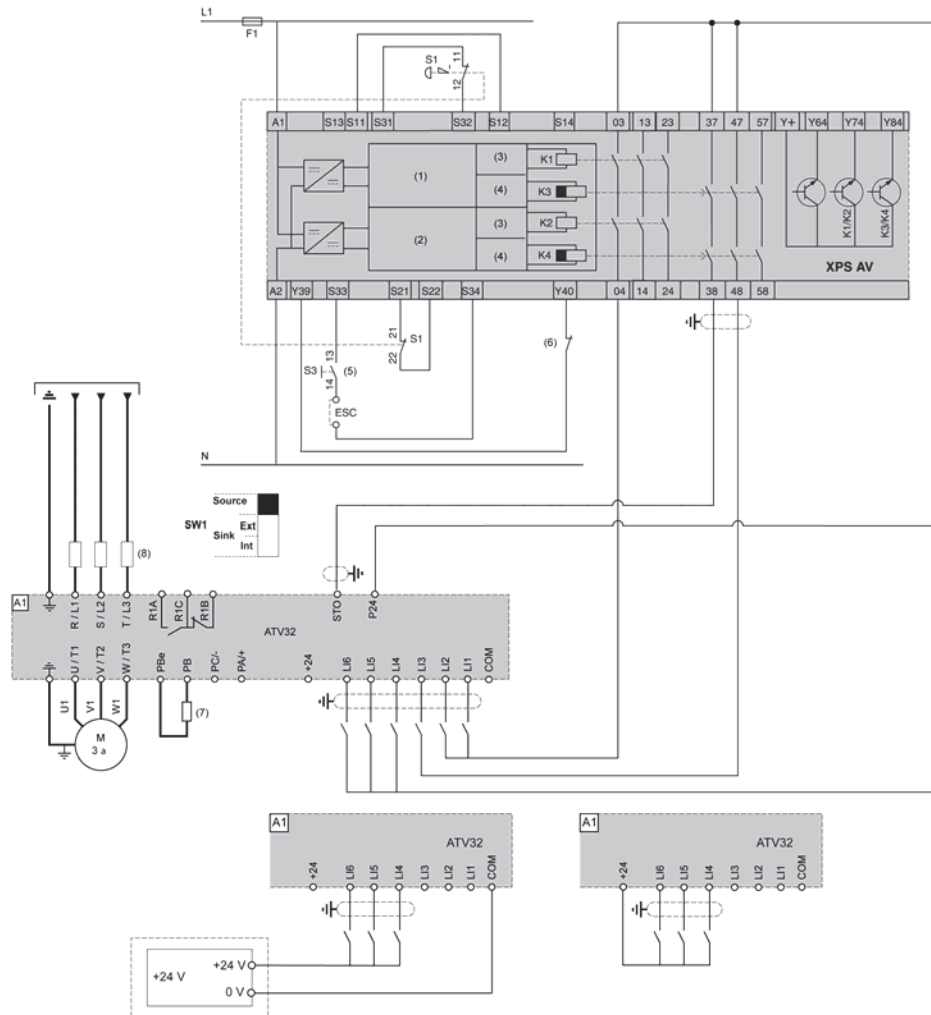 L1
F1
S1
11
12
A1 S13 S11 S31 S32 S12 S14 03 13 23 37 47 57 Y+ Y64 Y74 Y84
(1)
(3)
K1
(4)
K3
(2)
(3)
K2
(4)
K4
K1/K2
K3/K4
XPS AV
A2 Y39 S33 S21 S22 S34 Y40 04 14 24 38 48 58
21
22
S1
(6)
S3
13
14
(5)
ESC
N
Source
SW1
Sink
Ext
Int
(8)
A1
R / L1
S / L2
T / L3
R1A
R1C
R1B
STO
P24
ATV32
U / T1
V / T2
W / T3
PBe
PB
PC/-
PA/+
+24
LI6
LI5
LI4
LI3
LI2
LI1
COM
U1
V1
W1
M
3 a
(7)
A1
ATV32
+24
LI6
LI5
LI4
LI3
LI2
LI1
COM
+24 V
+24 V
0 V
A1
ATV32
+24
LI6
LI5
LI4
LI3
LI2
LI1
COM